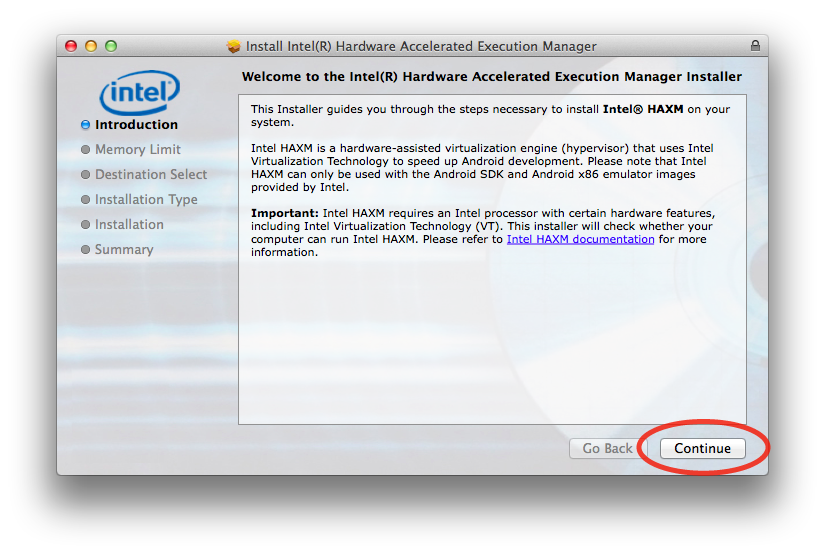 Install Intel(R) Hardware Accelerated Execution Manager
Welcome to the Intel(R) Hardware Accelerated Execution Manager Installer
intel®
Introduction
Memory Limit
Destination Select
Installation Type
Installation
Summary
This Installer guides you through the steps necessary to install Intel® HAXM on your
system.
Intel HAXM is a hardware-assisted virtualization engine (hypervisor) that uses Intel
Virtualization Technology to speed up Android development. Please note that Intel
HAXM can only be used with the Android SDK and Android x86 emulator images
provided by Intel.
Important: Intel HAXM requires an Intel processor with certain hardware features,
including Intel Virtualization Technology (VT). This installer will check whether your
computer can run Intel HAXM. Please refer to Intel HAXM documentation for more
information.
Go Back
Continue